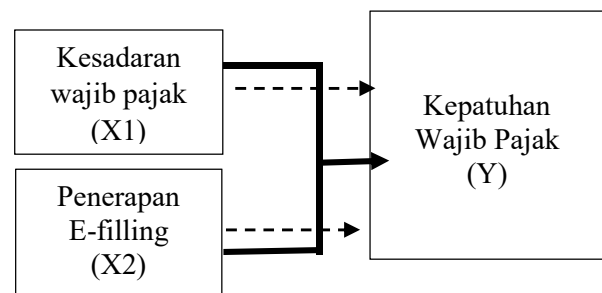 Kesadaran
wajib pajak
(X1)
Penerapan
E-filling
(X2)
Kepatuhan
Wajib Pajak
(Y)